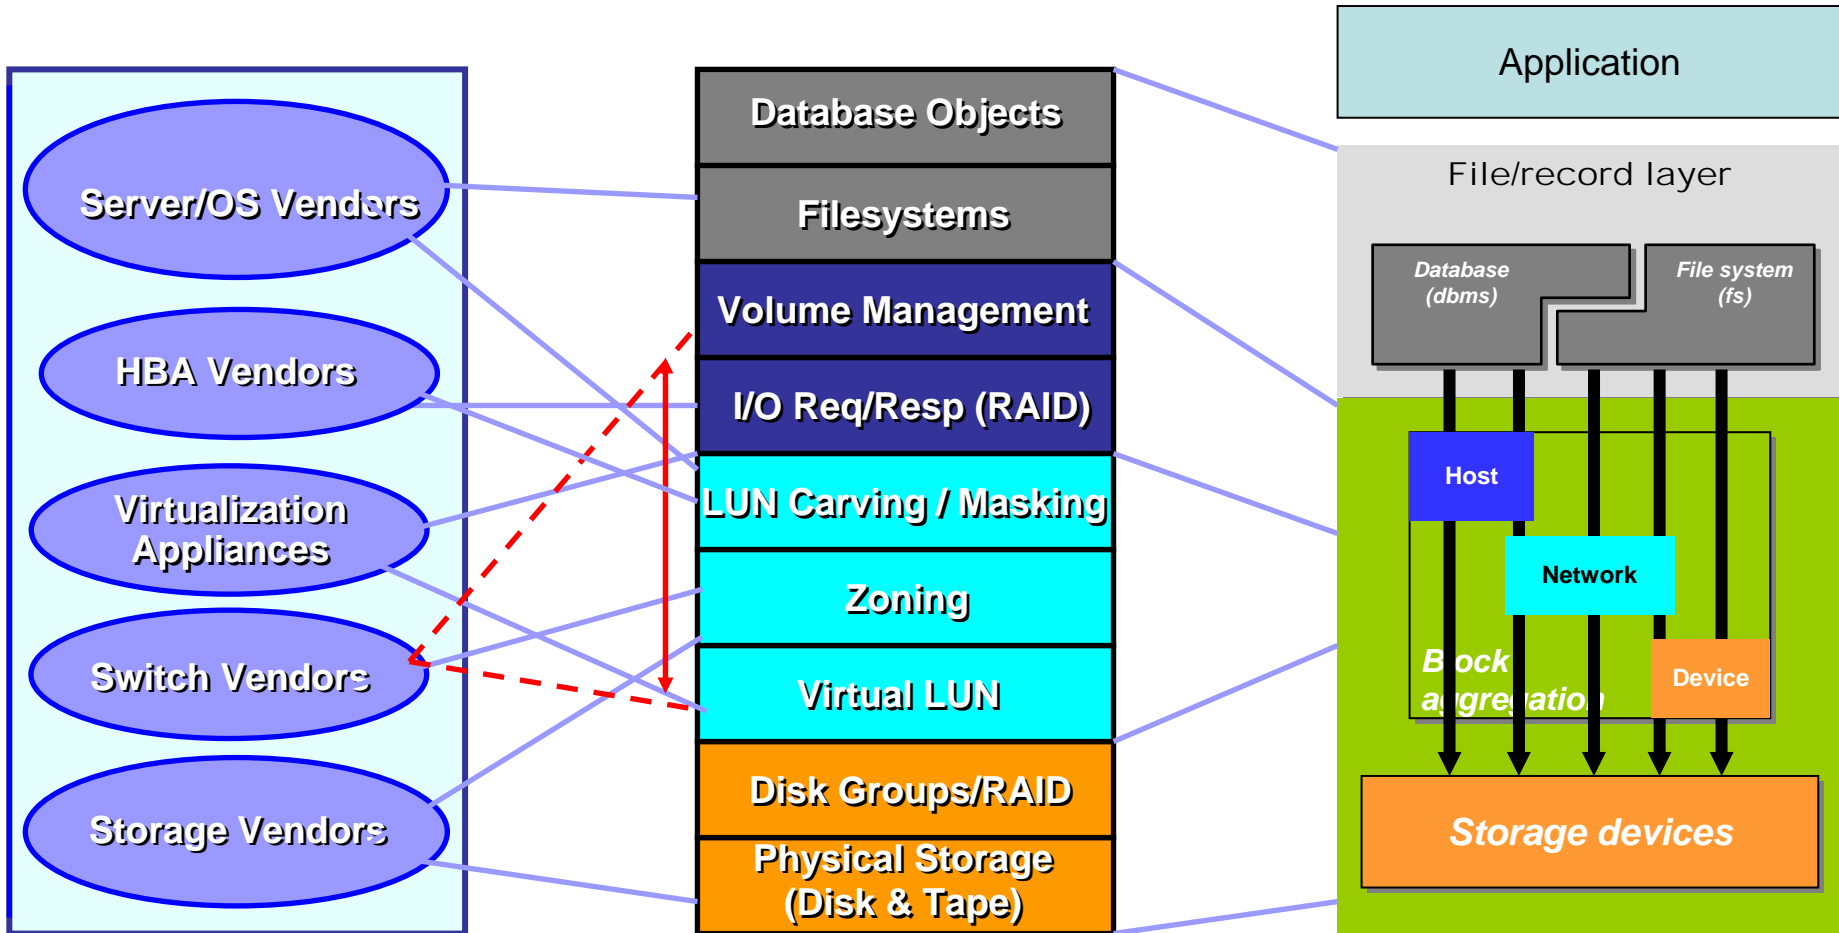 Server/OS Vendors
HBA Vendors
Virtualization
Appliances
Switch Vendors
Storage Vendors
Database Objects
Filesystems
Volume Management
I/O Req/Resp (RAID)
LUN Carving / Masking
Zoning
Virtual LUN
Disk Groups/RAID
Physical Storage
(Disk & Tape)
Application
File/record layer
Database
(dbms)
File system
(fs)
Host
Network
Block
aggregation
Device
Storage devices